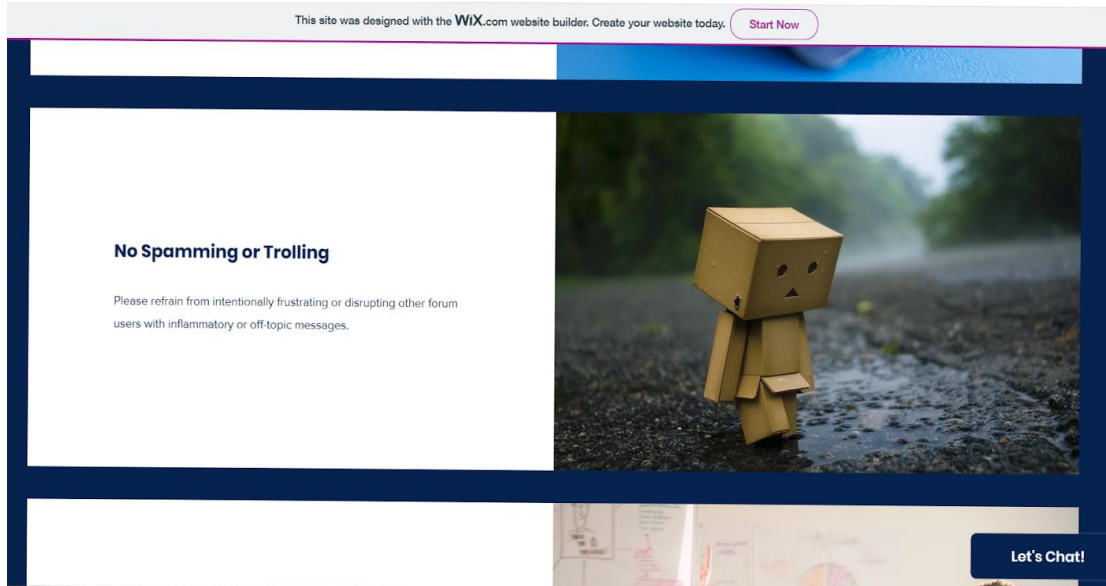 This site was designed with the WiX.com website builder. Create your website today. Start Now
No Spamming or Trolling
Please refrain from intentionally frustrating or disrupting other forum
users with inflammatory or off-topic messages.
Let's Chat!